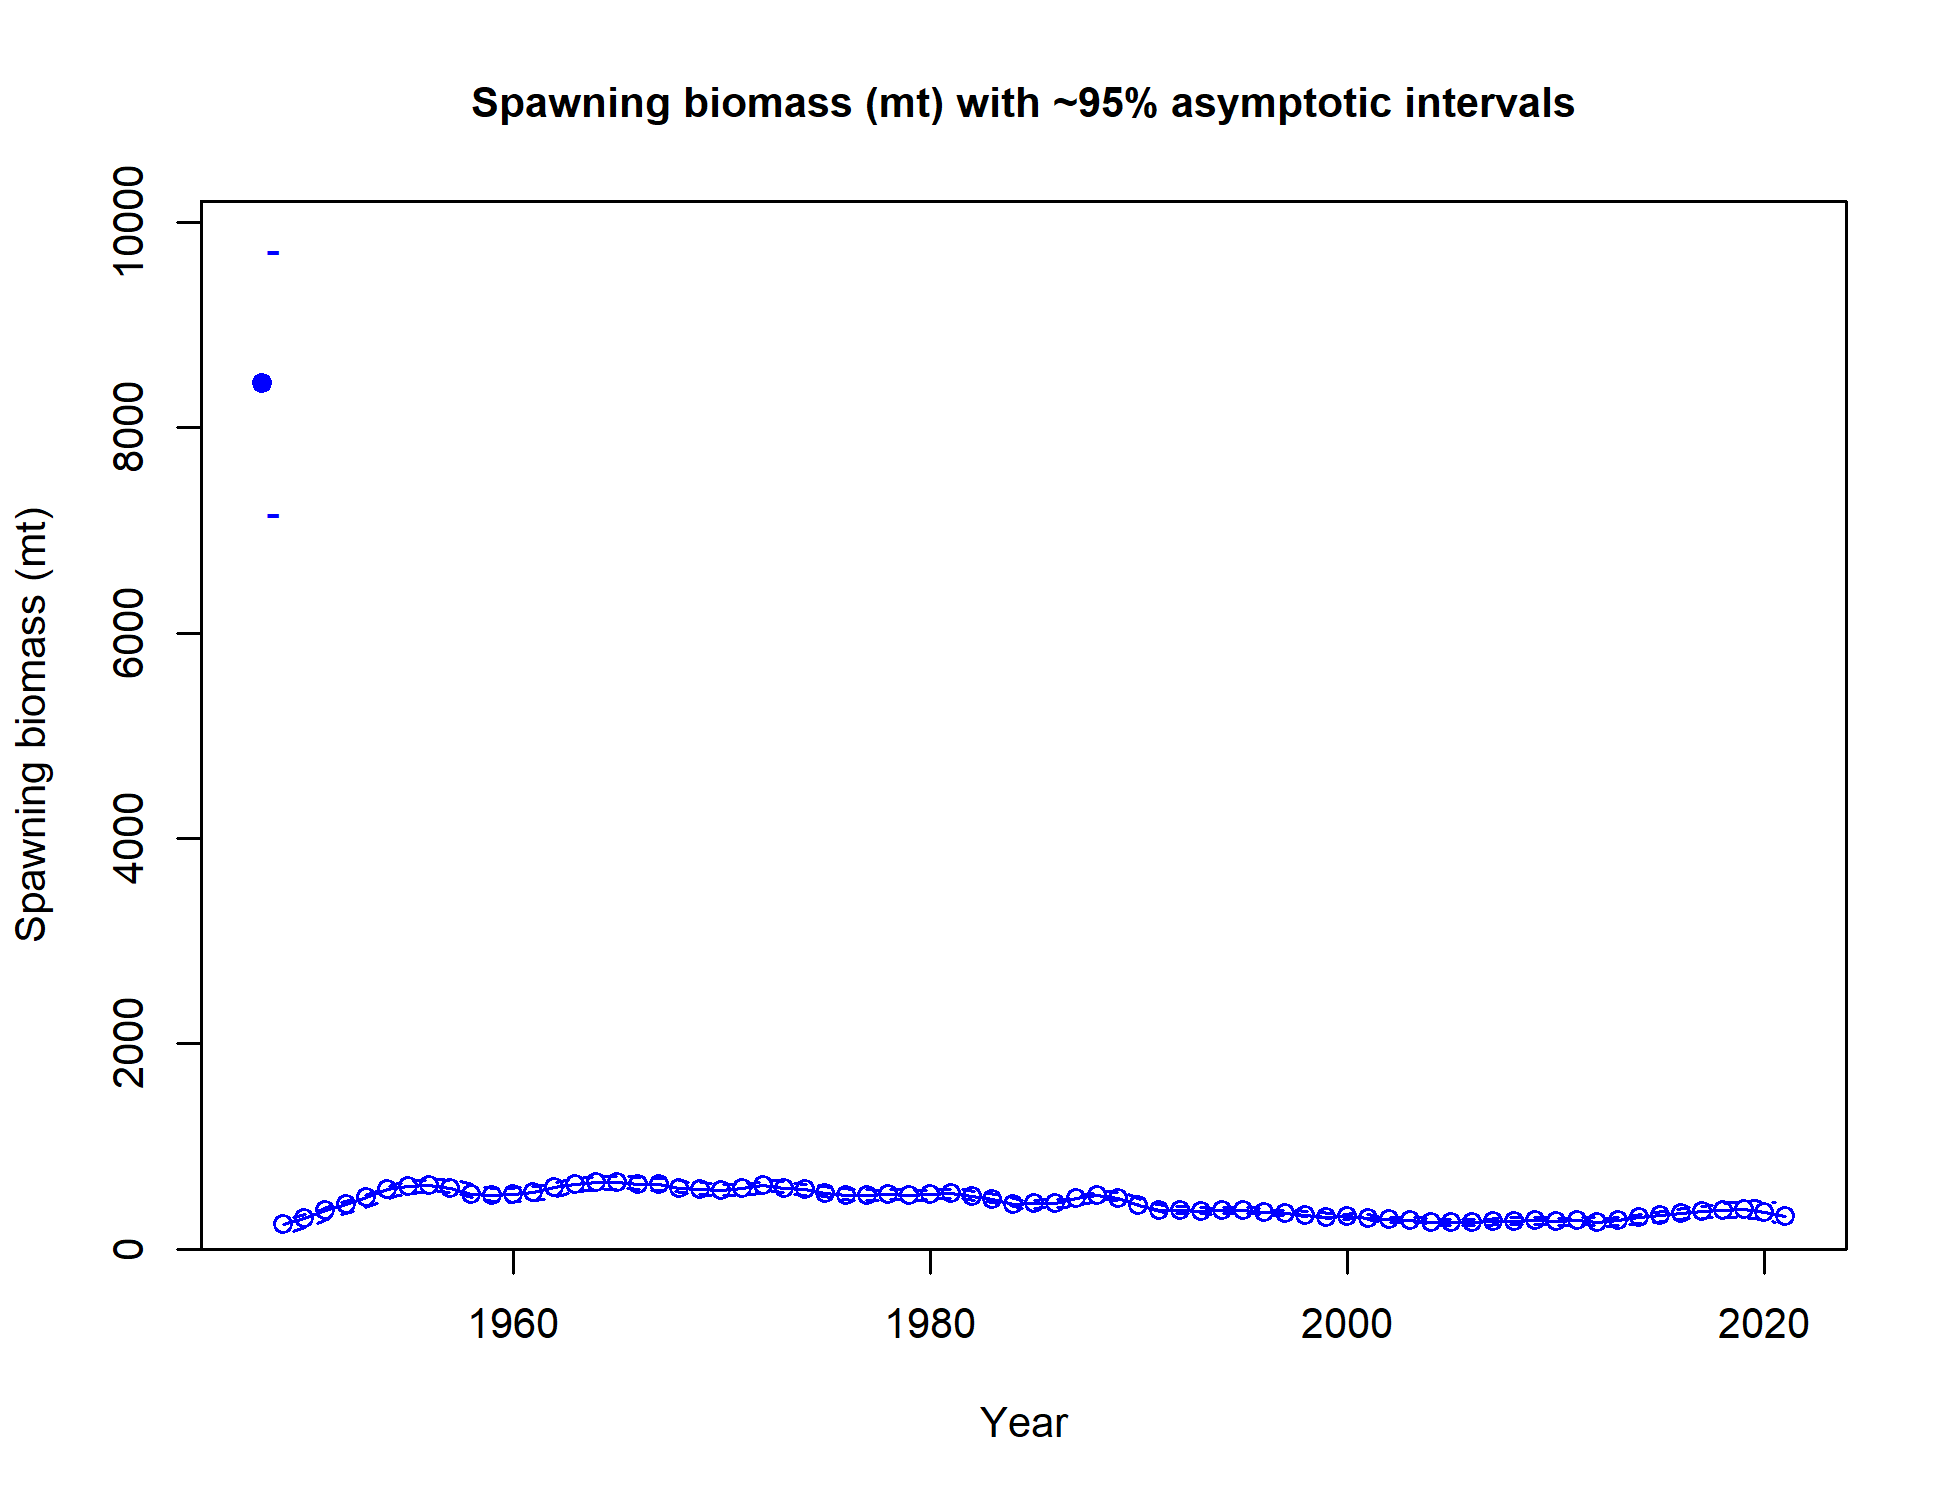 Spawning biomass (mt) with ~95% asymptotic intervals
10000
8000
6000
4000
2000
0
Spawning biomass (mt)
1960 1980 2000 2020
Year